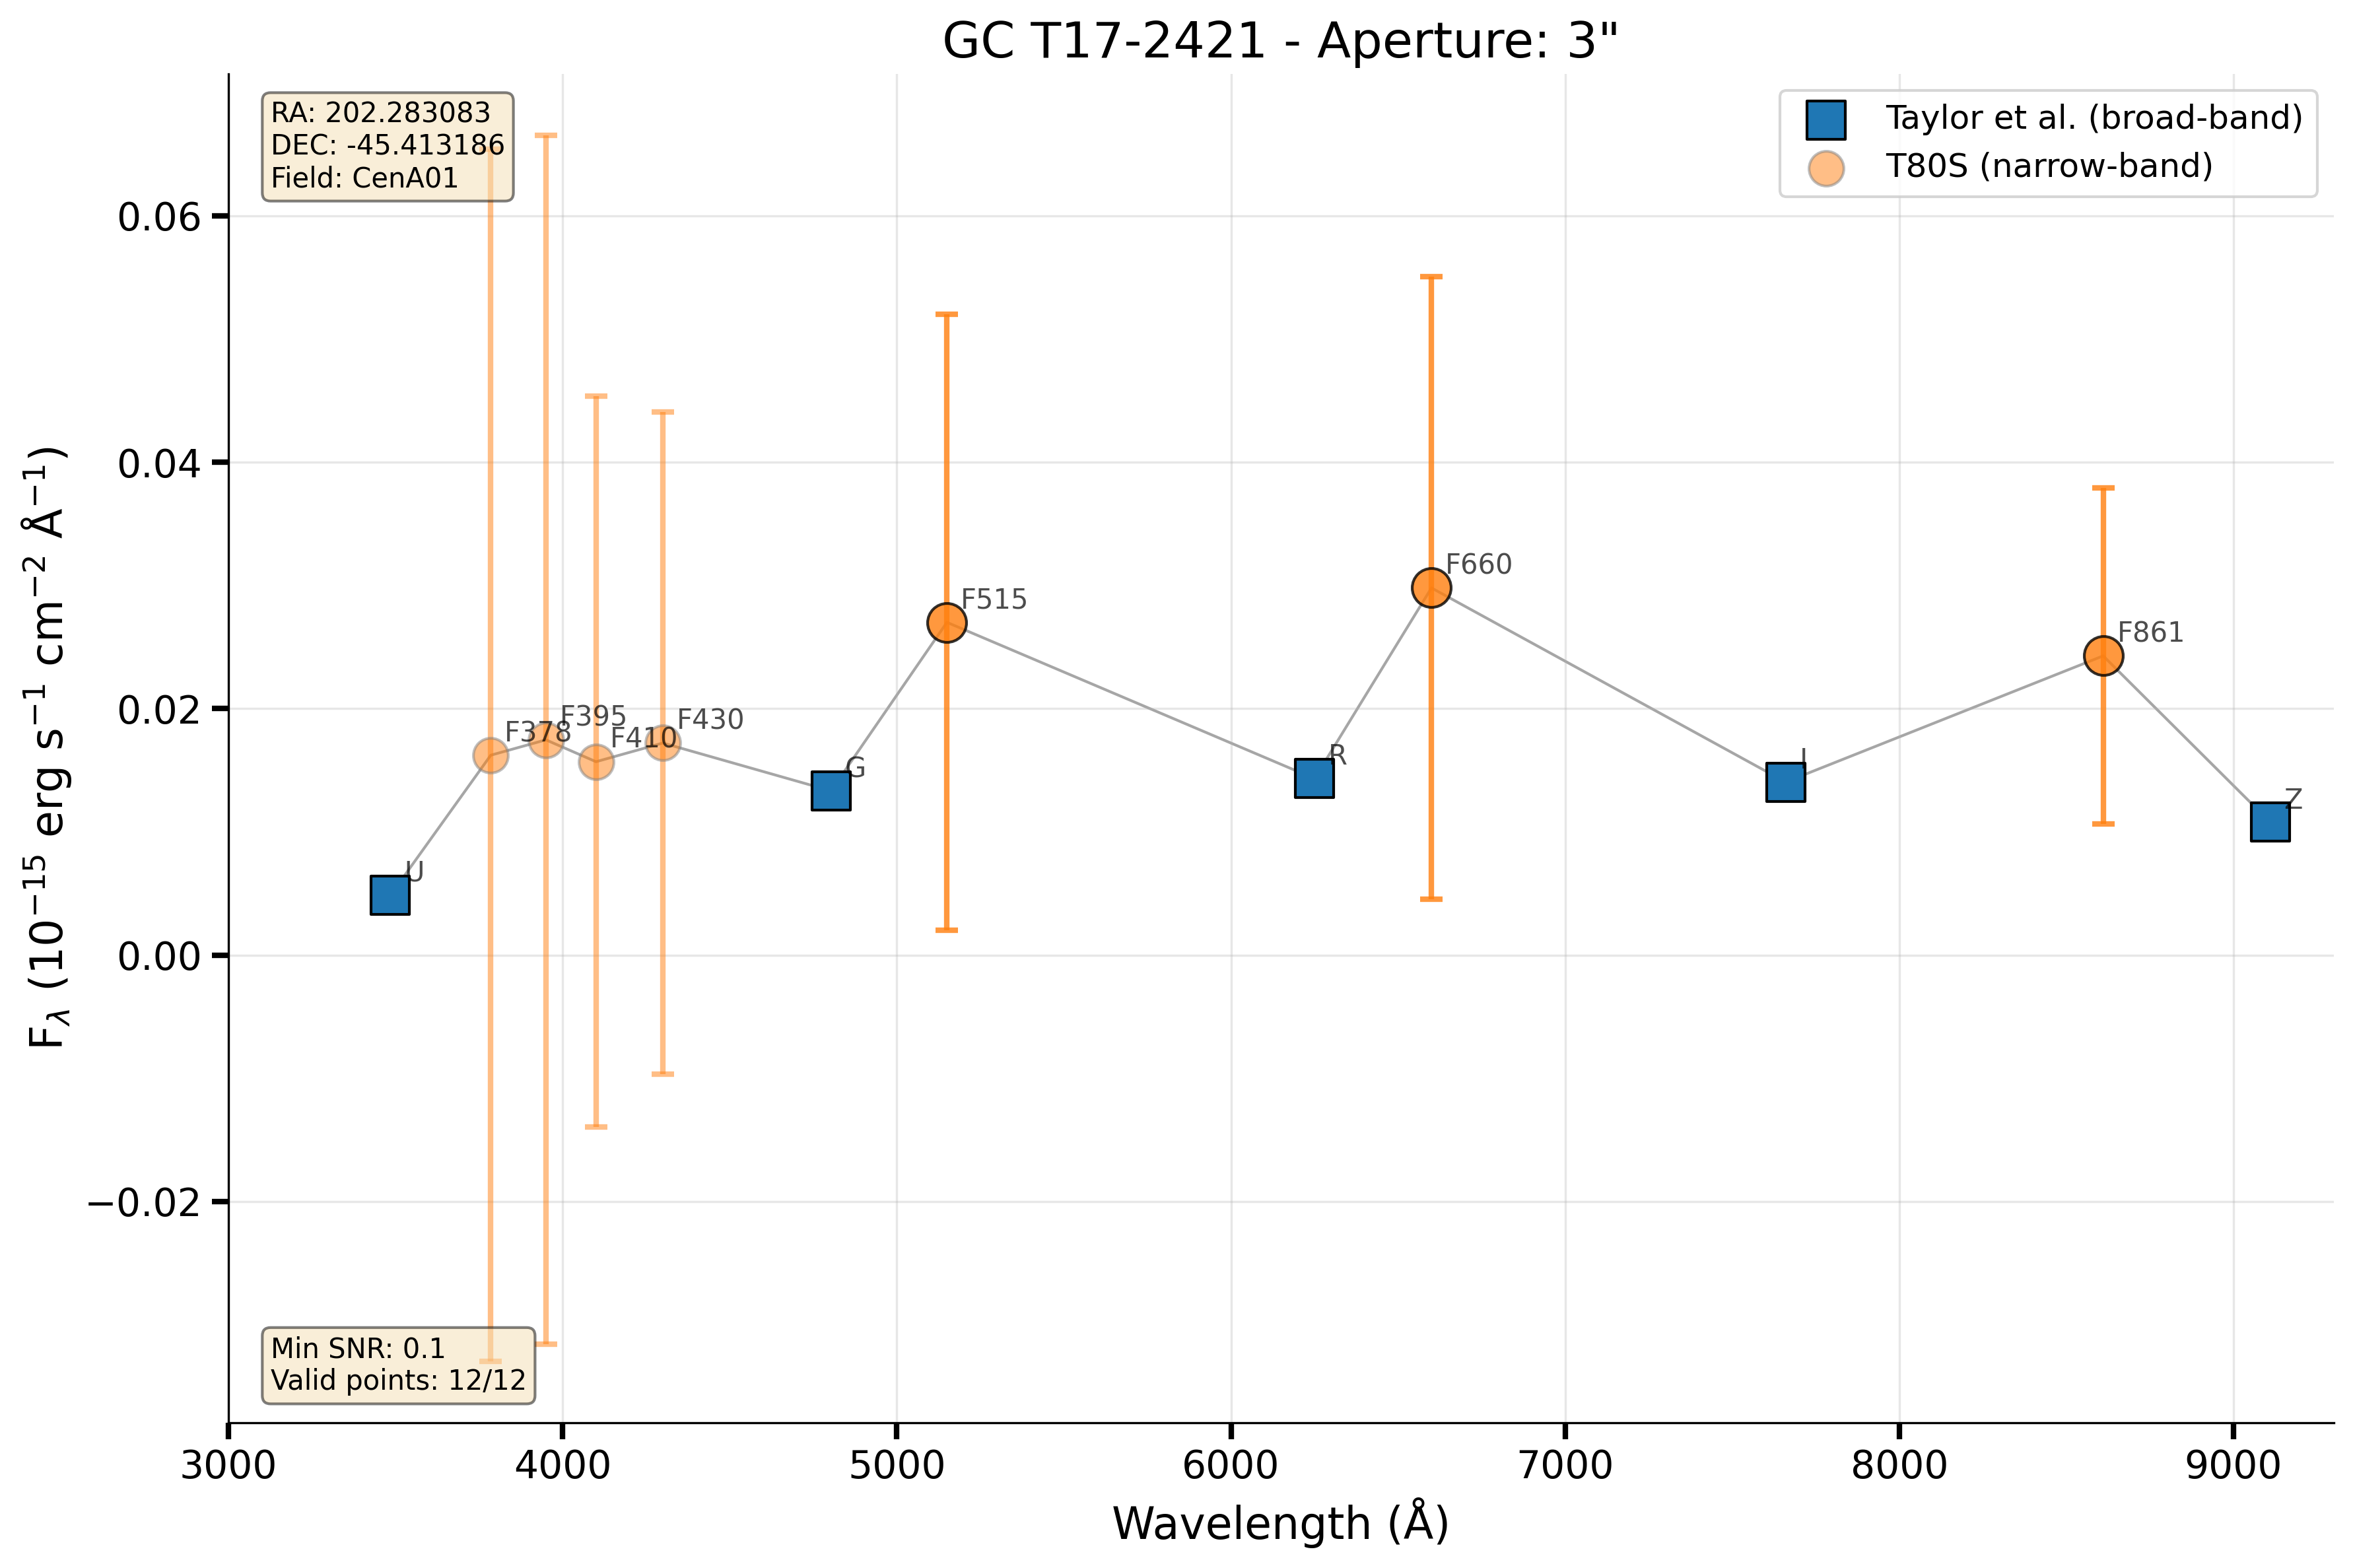 GC T17-2421 - Aperture: 3"
RA: 202.283083
DEC: -45.413186
Field: CenA01
Taylor et al. (broad-band)
T80S (narrow-band)
F$_{λ}$ (10$^{−15}$ erg s$^{−1}$ cm$^{−2}$ Å$^{−1}$)
0.06
0.04
0.02
0.00
−0.02
U
F378
F395
F410
F430
G
F515
R
F660
I
F861
Z
Min SNR: 0.1
Valid points: 12/12
3000 4000 5000 6000 7000 8000 9000
Wavelength (Å)